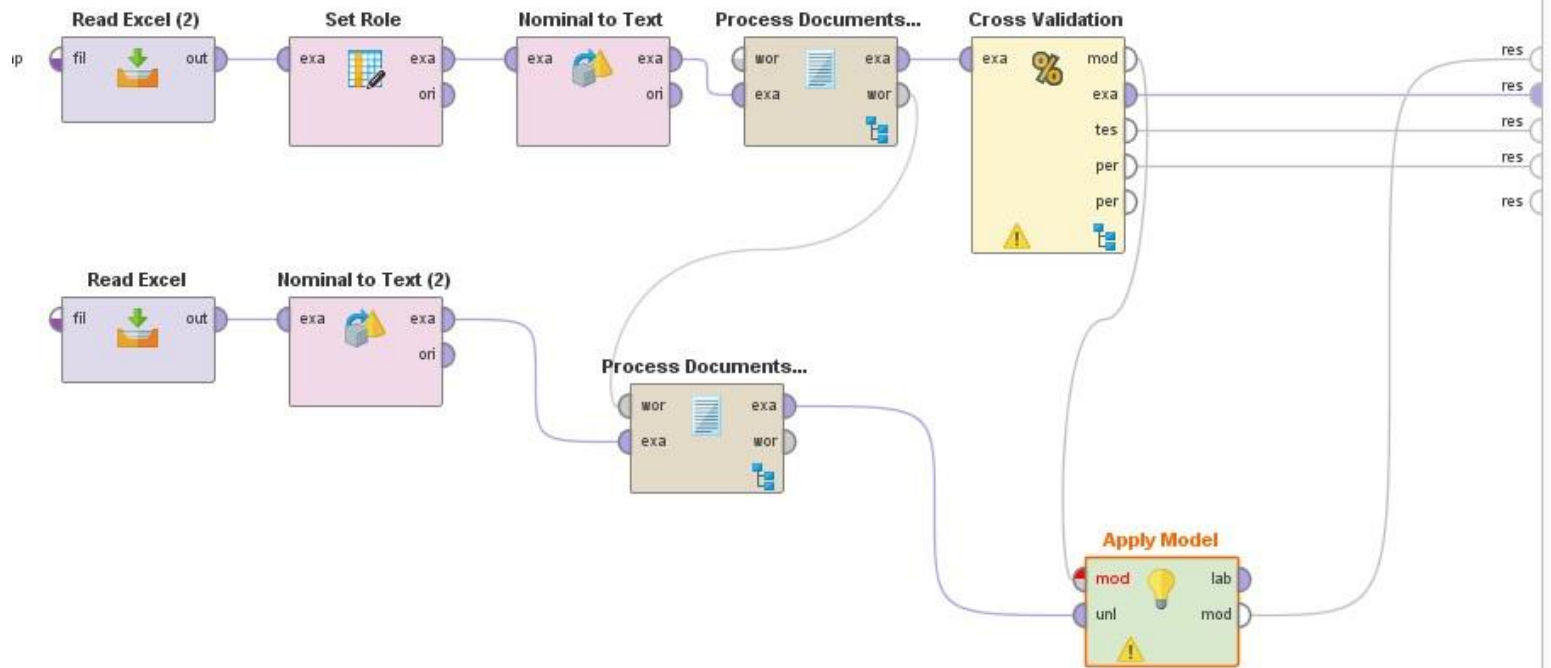 Read Excel (2)
Set Role
Nominal to Text
Process Documents...
Cross Validation
fil
out
exa
exa
ori
exa
exa
ori
wor
exa
exa
wor
exa
mod
exa
tes
per
per
res
res
res
res
res
Read Excel
Nominal to Text (2)
fil
out
exa
exa
ori
Process Documents...
wor
exa
exa
wor
Apply Model
mod
lab
unl
mod